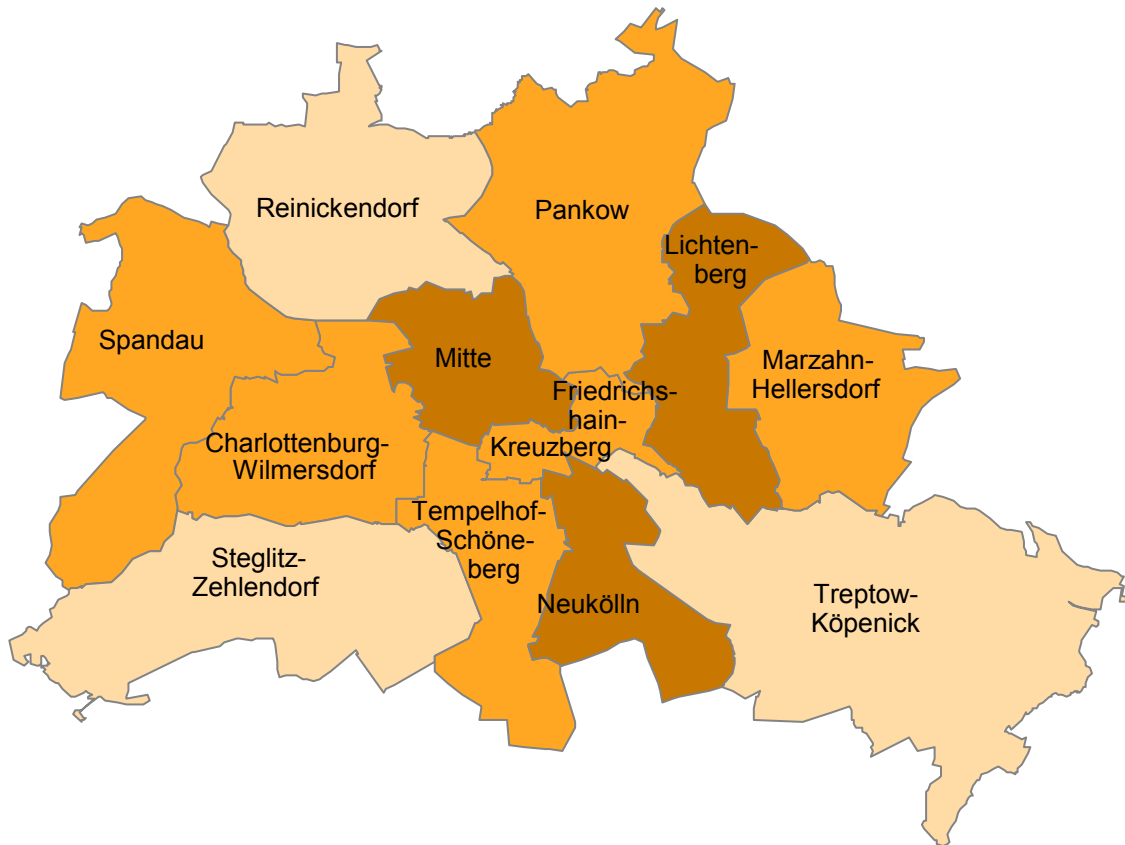 Reinickendorf
Pankow
Lichten-
berg
Spandau
Mitte
Marzahn-
Hellersdorf
Friedrichs-
hain-
Kreuzberg
Charlottenburg-
Wilmersdorf
Tempelhof-
Schöne-
berg
Steglitz-
Zehlendorf
Neukölln
Treptow-
Köpenick